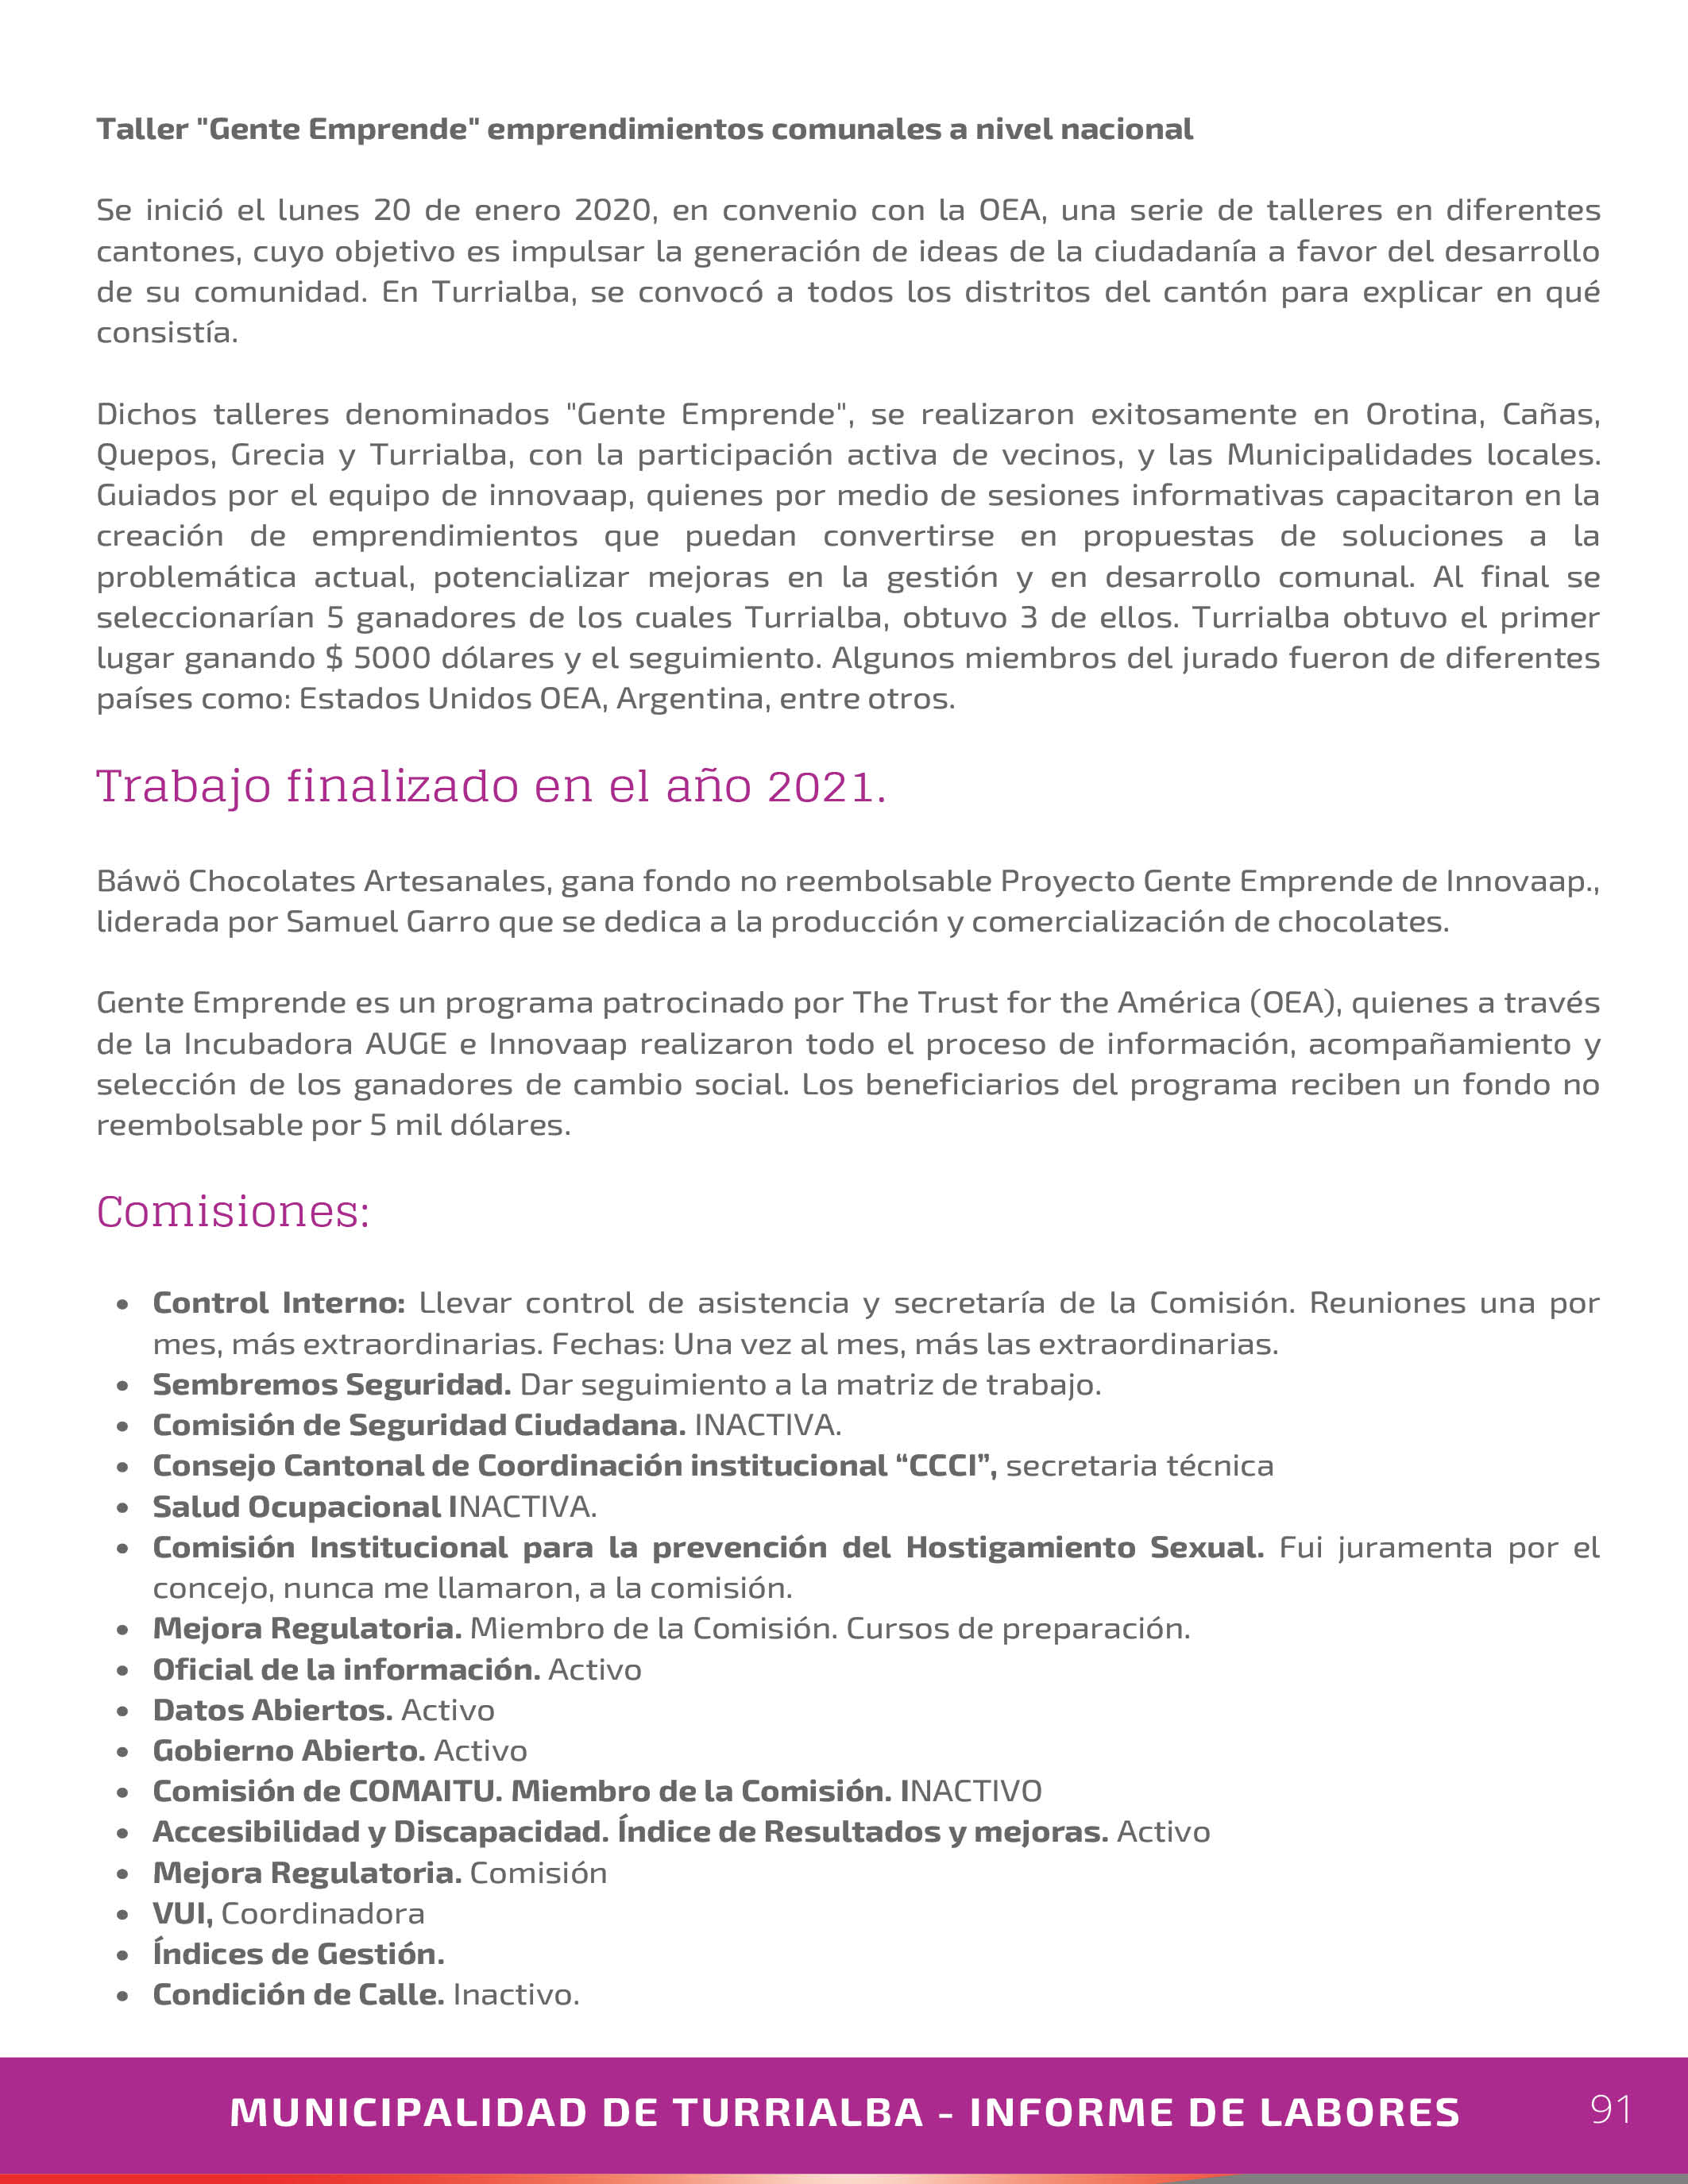 Taller "Gente Emprende" emprendimientos comunales a nivel nacional
Se inició el lunes 20 de enero 2020, en convenio con la OEA, una serie de talleres en diferentes
cantones, cuyo objetivo es impulsar la generación de ideas de la ciudadanía a favor del desarrollo
de su comunidad. En Turrialba, se convocó a todos los distritos del cantón para explicar en qué
consistía.
Dichos talleres denominados "Gente Emprende", se realizaron exitosamente en Orotina, Cañas,
Quepos, Grecia y Turrialba, con la participación activa de vecinos, y las Municipalidades locales.
Guiados por el equipo de innovaap, quienes por medio de sesiones informativas capacitaron en la
creación de emprendimientos que puedan convertirse en propuestas de soluciones a la
problemática actual, potencializar mejoras en la gestión y en desarrollo comunal. Al final se
seleccionarían 5 ganadores de los cuales Turrialba, obtuvo 3 de ellos. Turrialba obtuvo el primer
lugar ganando $ 5000 dólares y el seguimiento. Algunos miembros del jurado fueron de diferentes
países como: Estados Unidos OEA, Argentina, entre otros.
Trabajo finalizado en el año 2021.
Báwö Chocolates Artesanales, gana fondo no reembolsable Proyecto Gente Emprende de Innovaap.,
liderada por Samuel Garro que se dedica a la producción y comercialización de chocolates.
Gente Emprende es un programa patrocinado por The Trust for the América (OEA), quienes a través
de la Incubadora AUGE e Innovaap realizaron todo el proceso de información, acompañamiento y
selección de los ganadores de cambio social. Los beneficiarios del programa reciben un fondo no
reembolsable por 5 mil dólares.
Comisiones:
• Control Interno: Llevar control de asistencia y secretaría de la Comisión. Reuniones una por
mes, más extraordinarias. Fechas: Una vez al mes, más las extraordinarias.
• Sembremos Seguridad. Dar seguimiento a la matriz de trabajo.
• Comisión de Seguridad Ciudadana. INACTIVA.
• Consejo Cantonal de Coordinación institucional “CCCI”, secretaria técnica
• Salud Ocupacional INACTIVA.
• Comisión Institucional para la prevención del Hostigamiento Sexual. Fui juramenta por el
concejo, nunca me llamaron, a la comisión.
• Mejora Regulatoria. Miembro de la Comisión. Cursos de preparación.
• Oficial de la información. Activo
• Datos Abiertos. Activo
• Gobierno Abierto. Activo
• Comisión de COMAITU. Miembro de la Comisión. INACTIVO
• Accesibilidad y Discapacidad. Índice de Resultados y mejoras. Activo
• Mejora Regulatoria. Comisión
• VUI, Coordinadora
• Índices de Gestión.
• Condición de Calle. Inactivo.
MUNICIPALIDAD DE TURRIALBA - INFORME DE LABORES 91